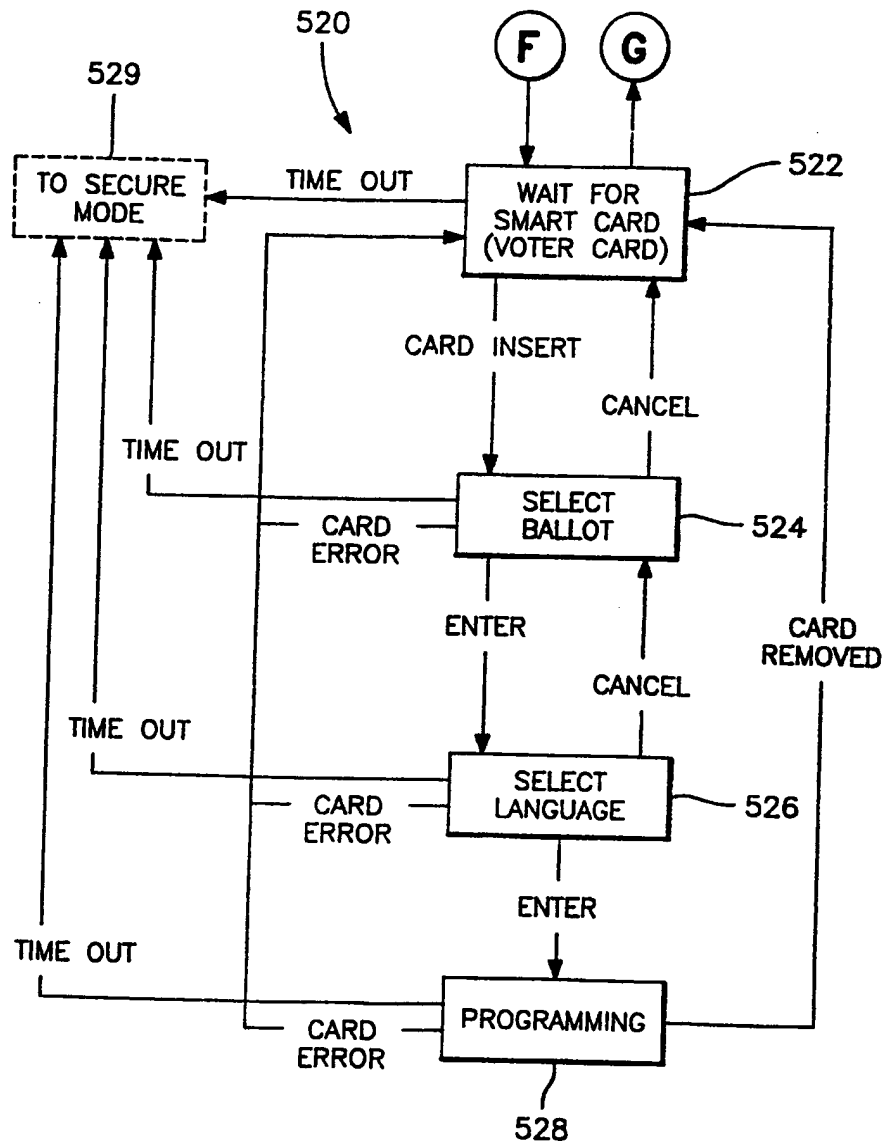 520
F
G
529
TO SECURE
MODE
TIME OUT
WAIT FOR
SMART CARD
(VOTER CARD)
522
CARD INSERT
CANCEL
TIME OUT
SELECT
BALLOT
524
CARD
ERROR
ENTER
CARD
REMOVED
CANCEL
TIME OUT
SELECT
LANGUAGE
526
CARD
ERROR
ENTER
TIME OUT
PROGRAMMING
CARD
ERROR
528